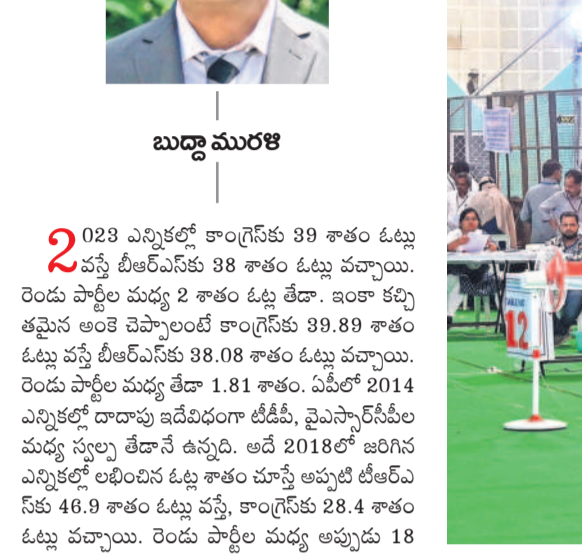 బుద్దా మురళి
2023 ఎన్నికల్లో కాంగ్రెస్‌కు 39 శాతం ఓట్లు
వస్తే బీఆర్ఎస్‌కు 38 శాతం ఓట్లు వచ్చాయి.
రెండు పార్టీల మధ్య 2 శాతం ఓట్ల తేడా. ఇంకా కచ్చి
తమైన అంకె చెప్పాలంటే కాంగ్రెస్‌కు 39.89 శాతం
ఓట్లు వస్తే బీఆర్ఎస్‌కు 38.08 శాతం ఓట్లు వచ్చాయి.
రెండు పార్టీల మధ్య తేడా 1.81 శాతం. ఏపీలో 2014
ఎన్నికల్లో దాదాపు ఇదేవిధంగా టీడీపీ, వైఎస్సార్‌సీపీల
మధ్య స్వల్ప తేడానే ఉన్నది. అదే 2018లో జరిగిన
ఎన్నికల్లో లభించిన ఓట్ల శాతం చూస్తే అప్పటి టీఆర్ఎ
స్‌కు 46.9 శాతం ఓట్లు వస్తే, కాంగ్రెస్‌కు 28.4 శాతం
ఓట్లు వచ్చాయి. రెండు పార్టీల మధ్య అప్పుడు 18
12